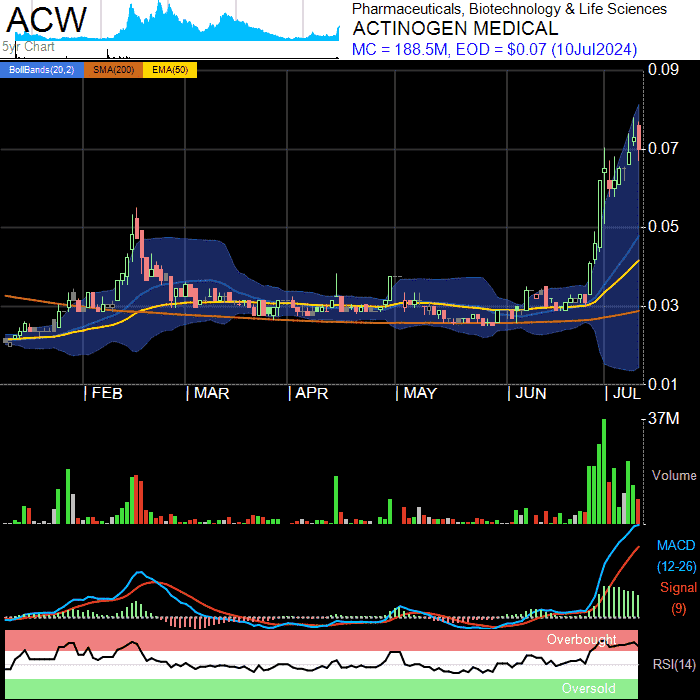 ACW
5yr Chart
Pharmaceuticals, Biotechnology & Life Sciences
ACTINOGEN MEDICAL
MC = 188.5M, EOD = $0.07 (10Jul2024)
BollBands(20,2) SMA(200) EMA(50)
0.09
0.07
0.05
0.03
0.01
FEB MAR APR MAY JUN JUL
37M
Volume
MACD
(12-26)
Signal
(9)
Overbought
RSI(14)
Oversold